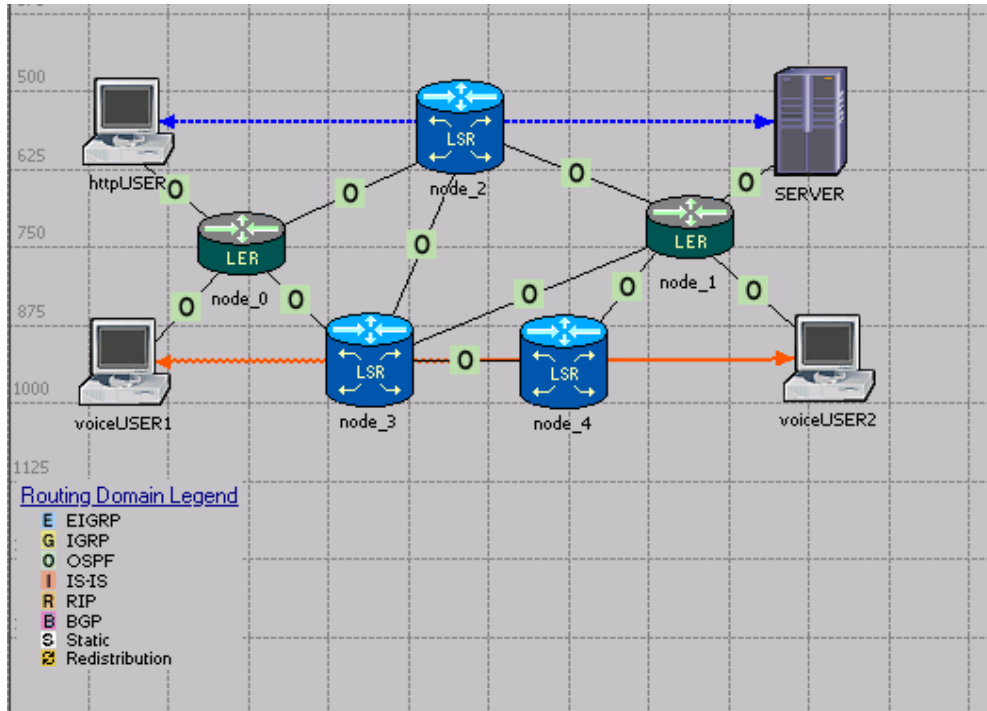 500
LSR
625
httpUSER
O
O
node_2
O
O
SERVER
750
LER
node_0
O
LER
node_1
O
O
O
O
O
875
LSR
O
LSR
1000
voiceUSER1
node_3
node_4
voiceUSER2
1125
Routing Domain Legend
E EIGRP
G IGRP
O OSPF
I IS-IS
R RIP
B BGP
S Static
Redistribution